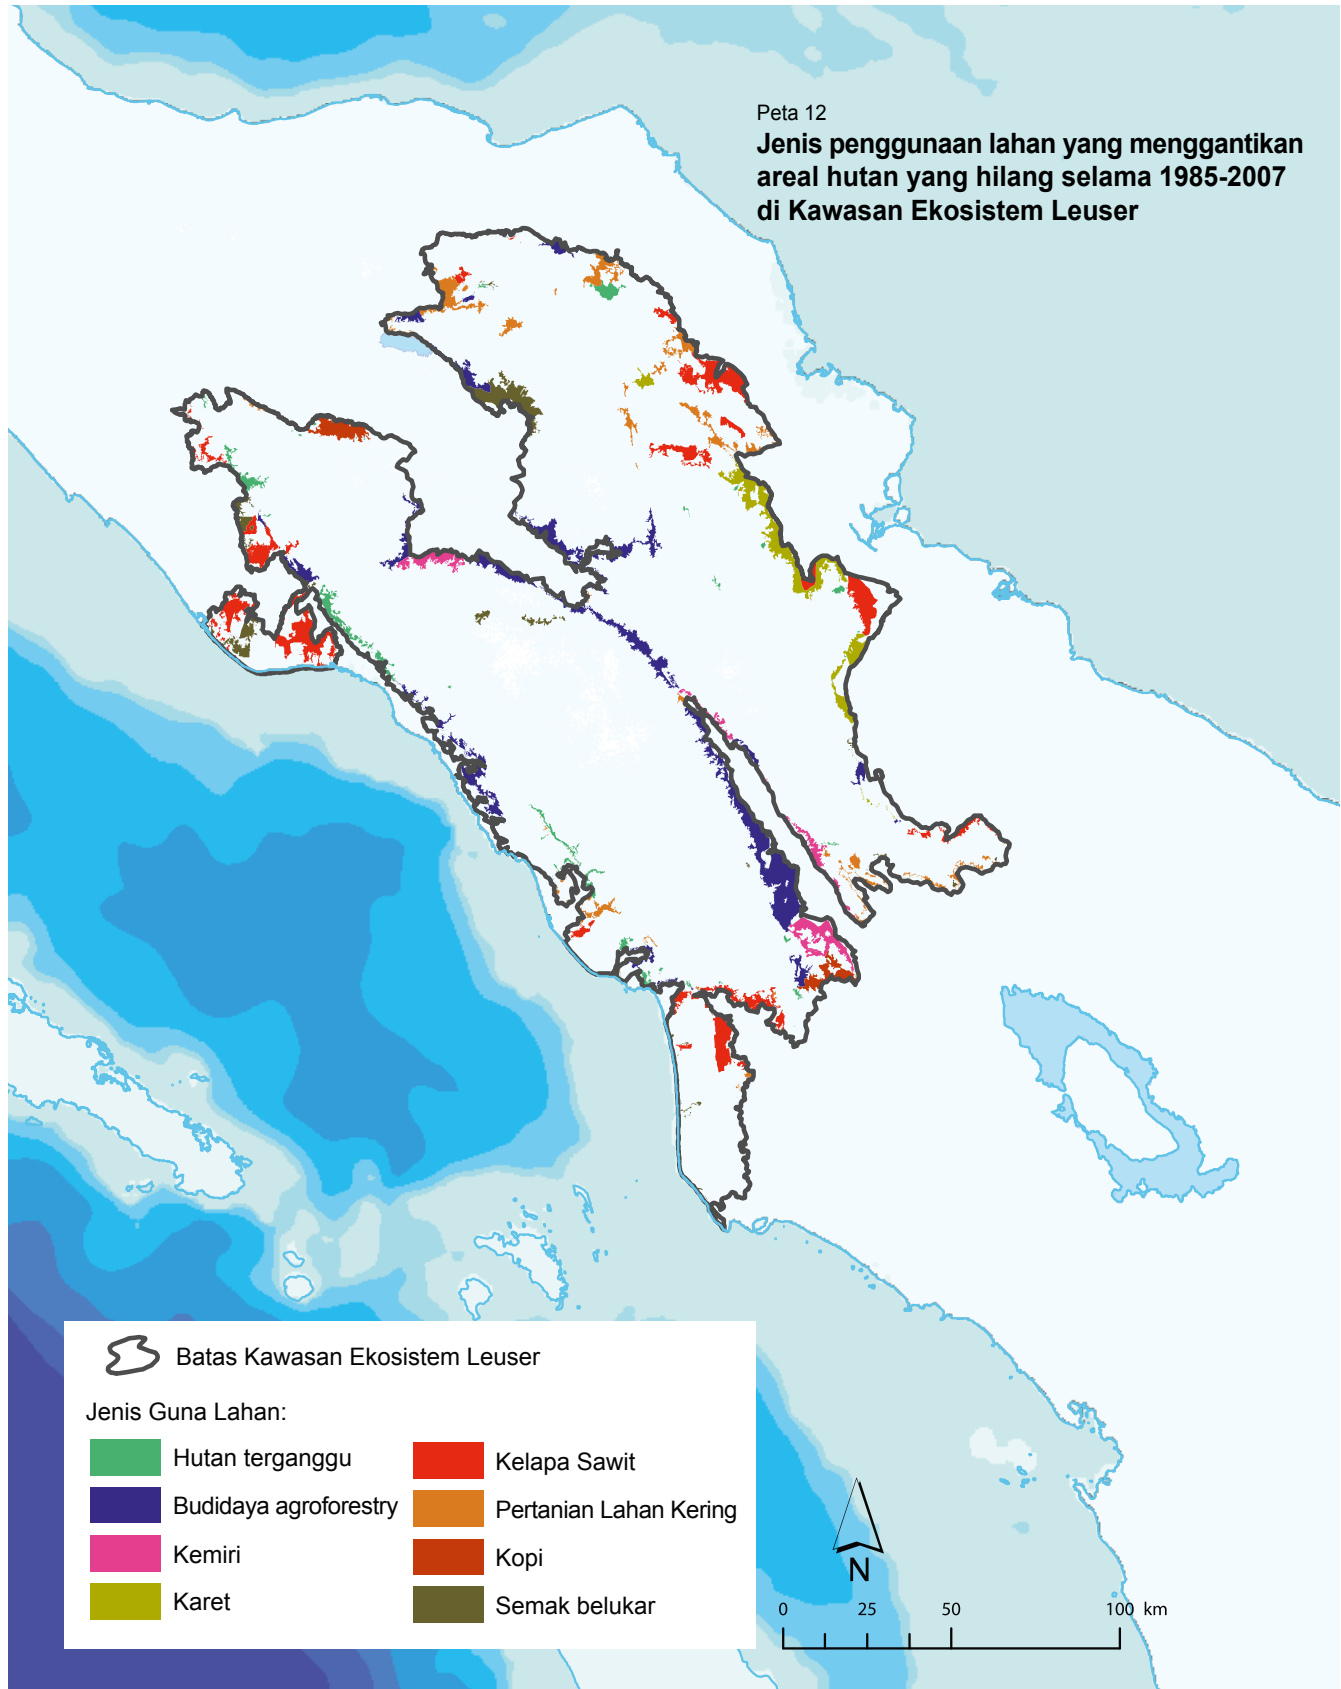 Peta 12
Jenis penggunaan lahan yang menggantikan
areal hutan yang hilang selama 1985-2007
di Kawasan Ekosistem Leuser
Batas Kawasan Ekosistem Leuser
Jenis Guna Lahan:
Hutan terganggu
Budidaya agroforestry
Kemiri
Karet
Kelapa Sawit
Pertanian Lahan Kering
Kopi
Semak belukar
N
0 25 50 100 km